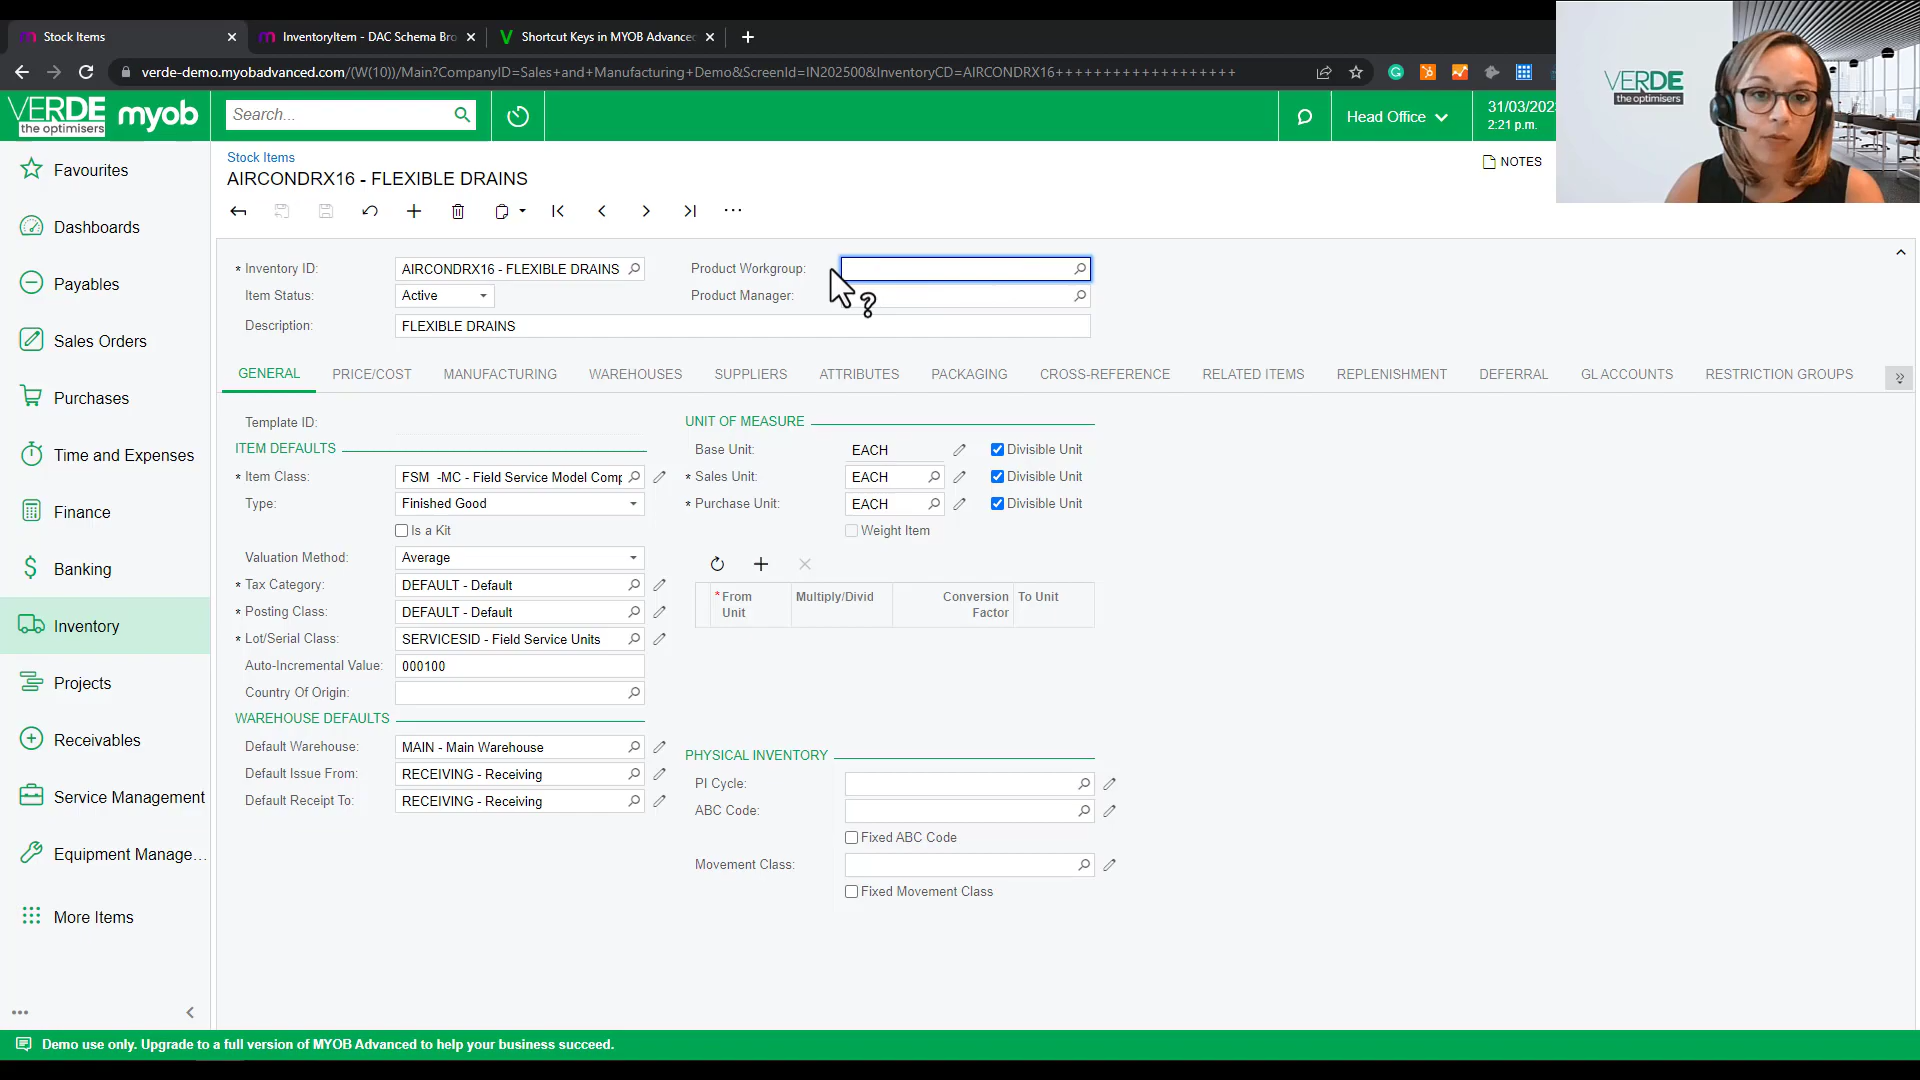 Stock Items
InventoryItem - DAC Schema Bro
Shortcut Keys in MYOB Advance
verde-demo.myobadvanced.com/(W(10))/Main?CompanyID=Sales+and+Manufacturing+Demo&ScreenId=IN202500&InventoryCD=AIRCONDRX16++++++++++++++++++++
VERDE
the optimisers
myob
Search...
Head Office
31/03/202
2:21 p.m.
VERDE
the optimisers
Favourites
Dashboards
Payables
Sales Orders
Purchases
Time and Expenses
Finance
Banking
Inventory
Projects
Receivables
Service Management
Equipment Manage...
More Items
Stock Items
AIRCONDRX16 - FLEXIBLE DRAINS
NOTES
* Inventory ID: AIRCONDRX16 - FLEXIBLE DRAINS
Item Status: Active
Description: FLEXIBLE DRAINS
Product Workgroup:
Product Manager:
GENERAL PRICE/COST MANUFACTURING WAREHOUSES SUPPLIERS ATTRIBUTES PACKAGING CROSS-REFERENCE RELATED ITEMS REPLENISHMENT DEFERRAL GL ACCOUNTS RESTRICTION GROUPS
Template ID:
ITEM DEFAULTS
* Item Class: FSM -MC - Field Service Model Comp
Type: Finished Good
Is a Kit
Valuation Method: Average
* Tax Category: DEFAULT - Default
* Posting Class: DEFAULT - Default
* Lot/Serial Class: SERVICESID - Field Service Units
Auto-Incremental Value: 000100
Country Of Origin:
WAREHOUSE DEFAULTS
Default Warehouse: MAIN - Main Warehouse
Default Issue From: RECEIVING - Receiving
Default Receipt To: RECEIVING - Receiving
UNIT OF MEASURE
Base Unit: EACH Divisible Unit
* Sales Unit: EACH Divisible Unit
* Purchase Unit: EACH Divisible Unit
Weight Item
* From Unit Multiply/Divid Conversion Factor To Unit
PHYSICAL INVENTORY
PI Cycle:
ABC Code:
Fixed ABC Code
Movement Class:
Fixed Movement Class
Demo use only. Upgrade to a full version of MYOB Advanced to help your business succeed.